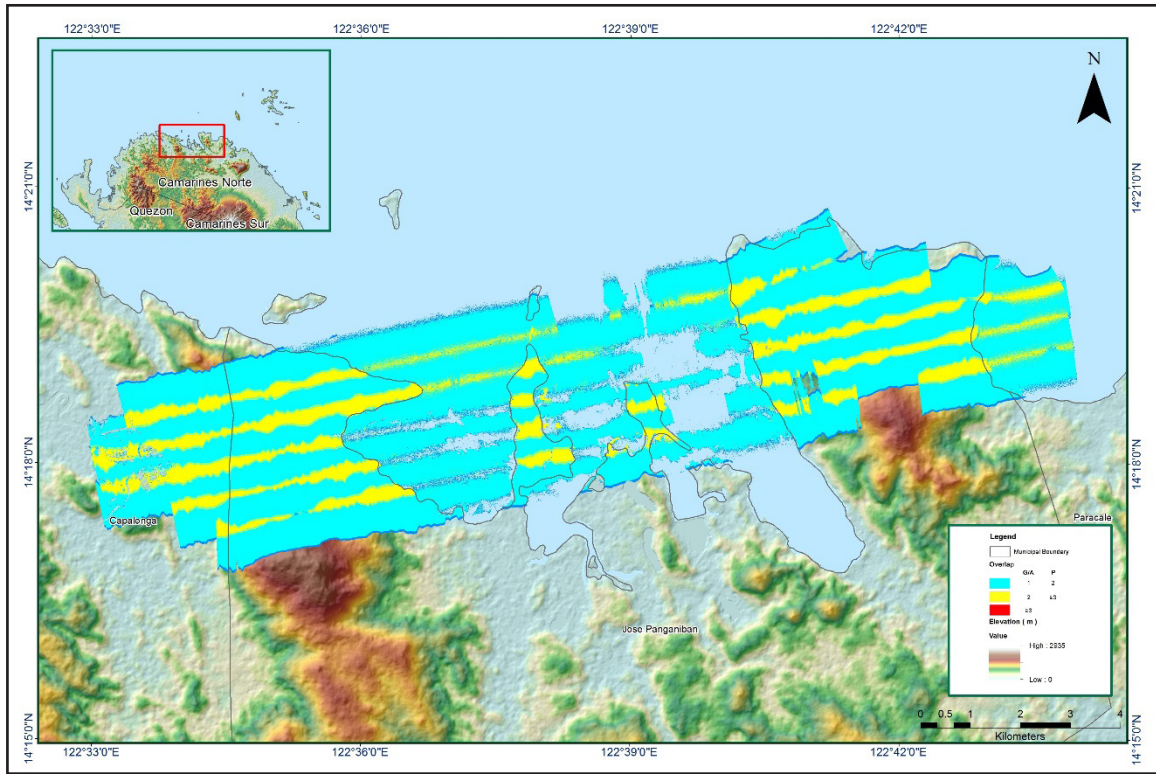 122°33'0"E 122°36'0"E 122°39'0"E 122°42'0"E
N
14°21'0"N 14°21'0"N
Camarines Norte
Quezon
Camarines Sur
14°18'0"N 14°18'0"N
Capalonga
Paracale
Jose Panganiban
Legend
Municipal Boundary
Overlap
G/A P
1 2
2 ≥3
≥3
Elevation ( m )
Value
High : 2935
Low : 0
0 0.5 1 2 3 4
Kilometers
14°15'0"N 14°15'0"N
122°33'0"E 122°36'0"E 122°39'0"E 122°42'0"E